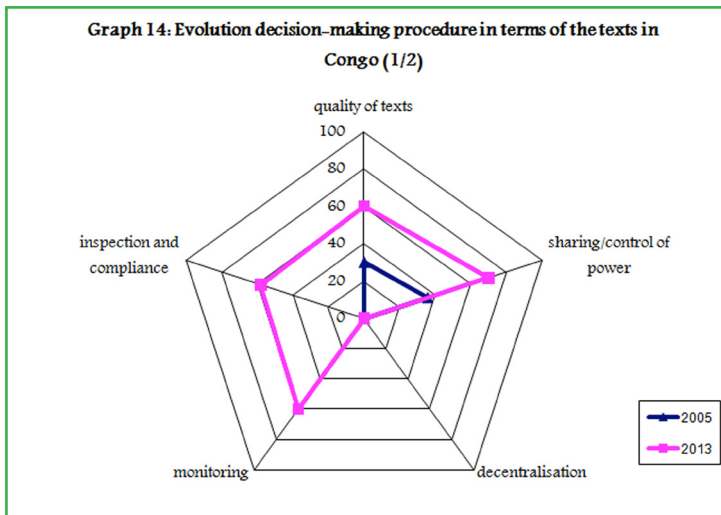 Graph 14: Evolution decision-making procedure in terms of the texts in
Congo (1/2)
quality of texts
100
80
60
40
20
0
inspection and
compliance
sharing/control of
power
monitoring
decentralisation
2005
2013